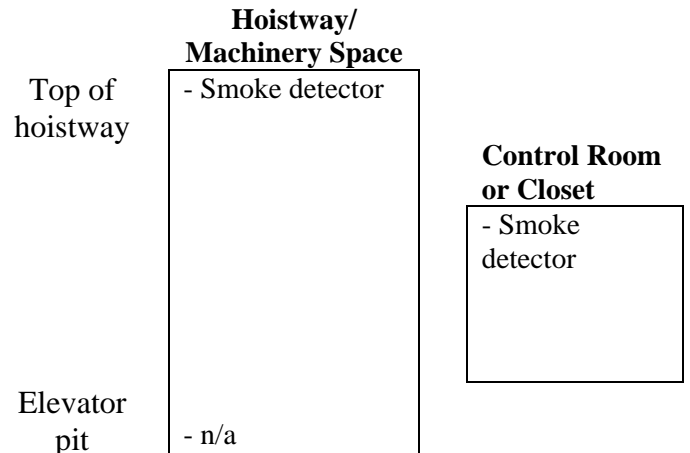 Hoistway/
Machinery Space
Top of
hoistway
- Smoke detector
Control Room
or Closet
- Smoke
detector
Elevator
pit
- n/a